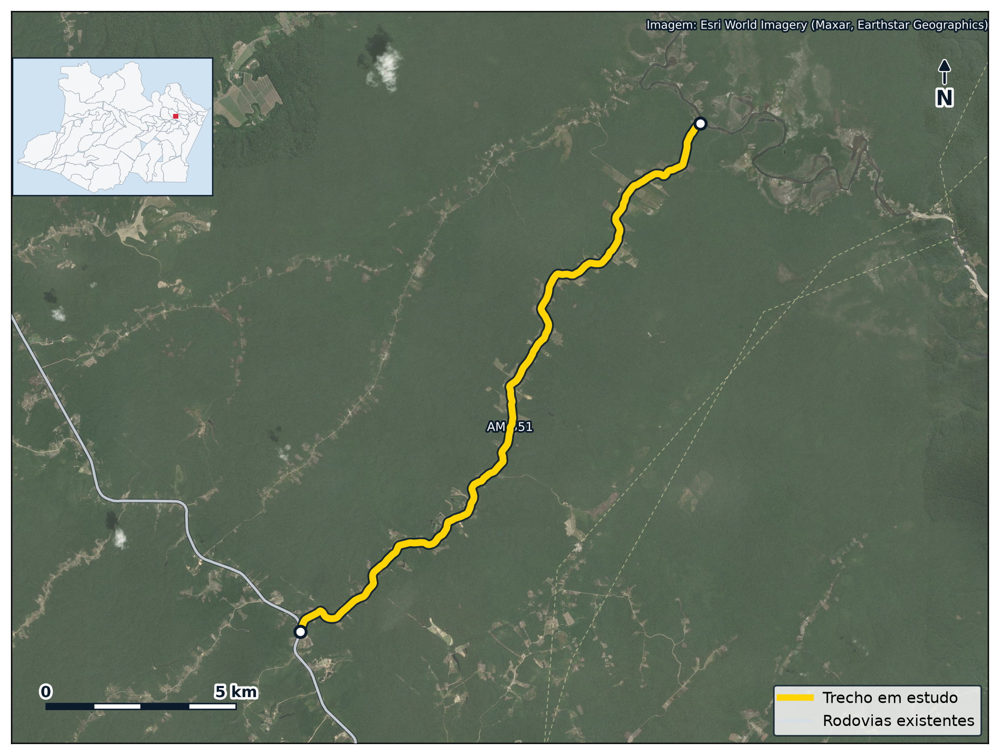 Imagem: Esri World Imagery (Maxar, Earthstar Geographics)
N
AM 51
0 5 km
Trecho em estudo
Rodovias existentes